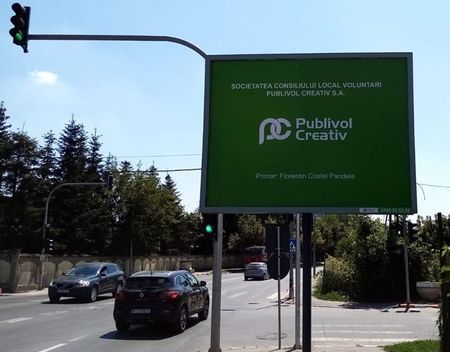 SOCIETATEA CONSILIULUI LOCAL VOLUNTARI
PUBLIVOL CREATIV S.A.
PC Publivol
Creativ
Primar: Florentin Costel Pandele